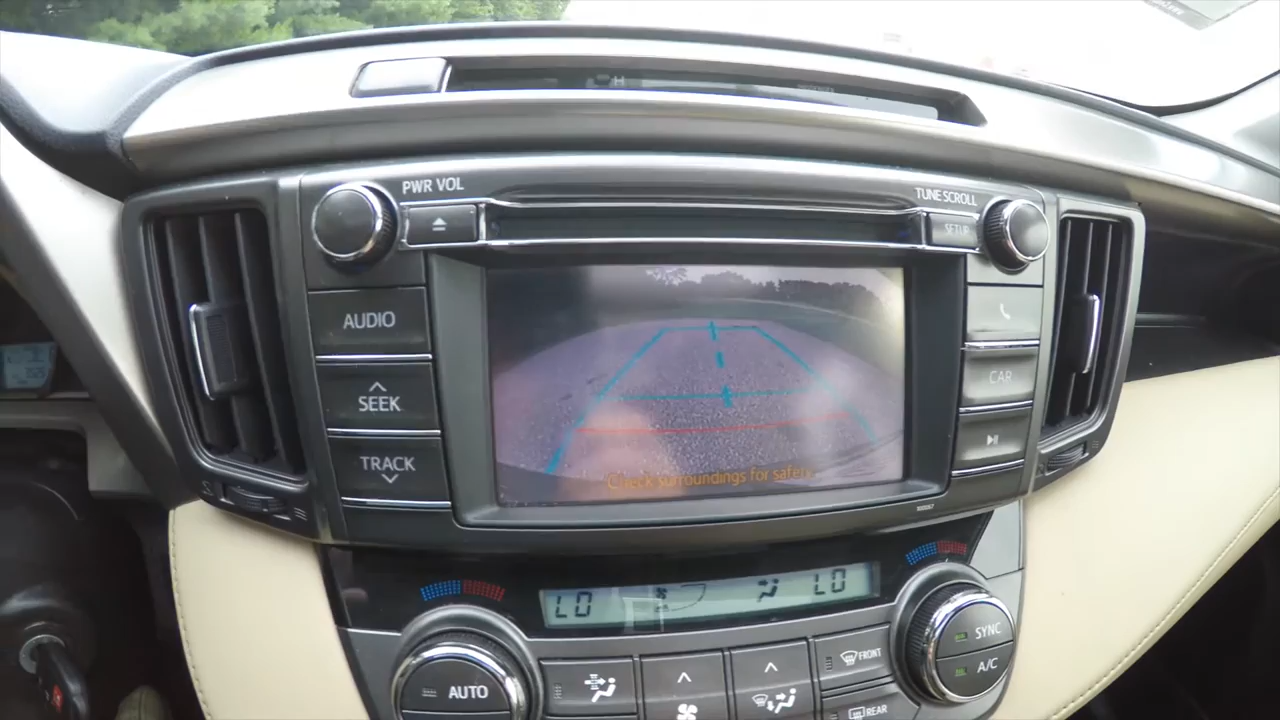 H
PWR VOL
TUNE SCROLL
SETUP
AUDIO
SEEK
CAR
TRACK
Check surroundings for safety.
LO
LO
SYNC
A/C
AUTO
FRONT
REAR